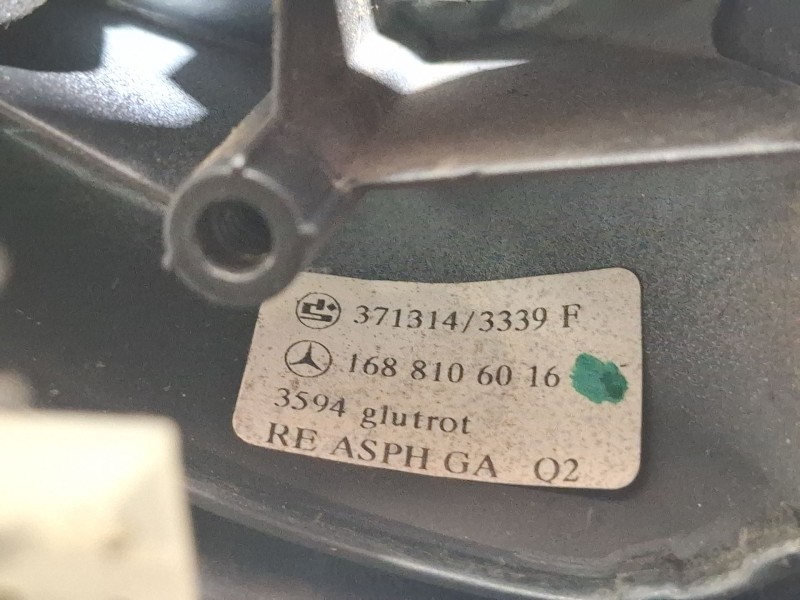 371314/3339 F
168 810 60 16
3594 glutrot
RE ASPH GA Q2